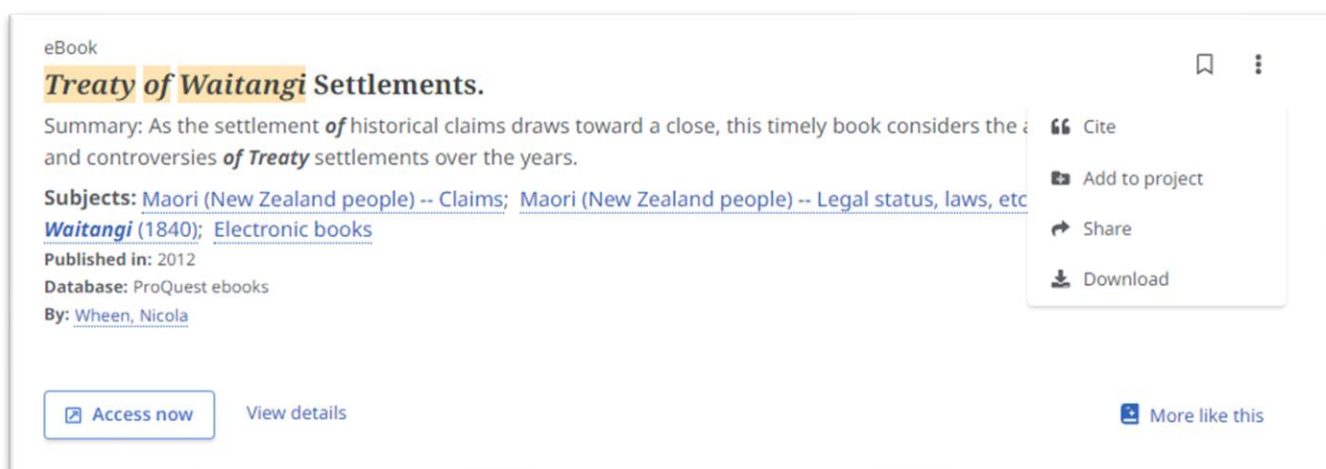 eBook
Treaty of Waitangi Settlements.
Summary: As the settlement of historical claims draws toward a close, this timely book considers the
and controversies of Treaty settlements over the years.
Subjects: Maori (New Zealand people) -- Claims; Maori (New Zealand people) -- Legal status, laws, etc
Waitangi (1840); Electronic books
Published in: 2012
Database: ProQuest ebooks
By: Wheen, Nicola
Cite
Add to project
Share
Download
Access now
View details
More like this